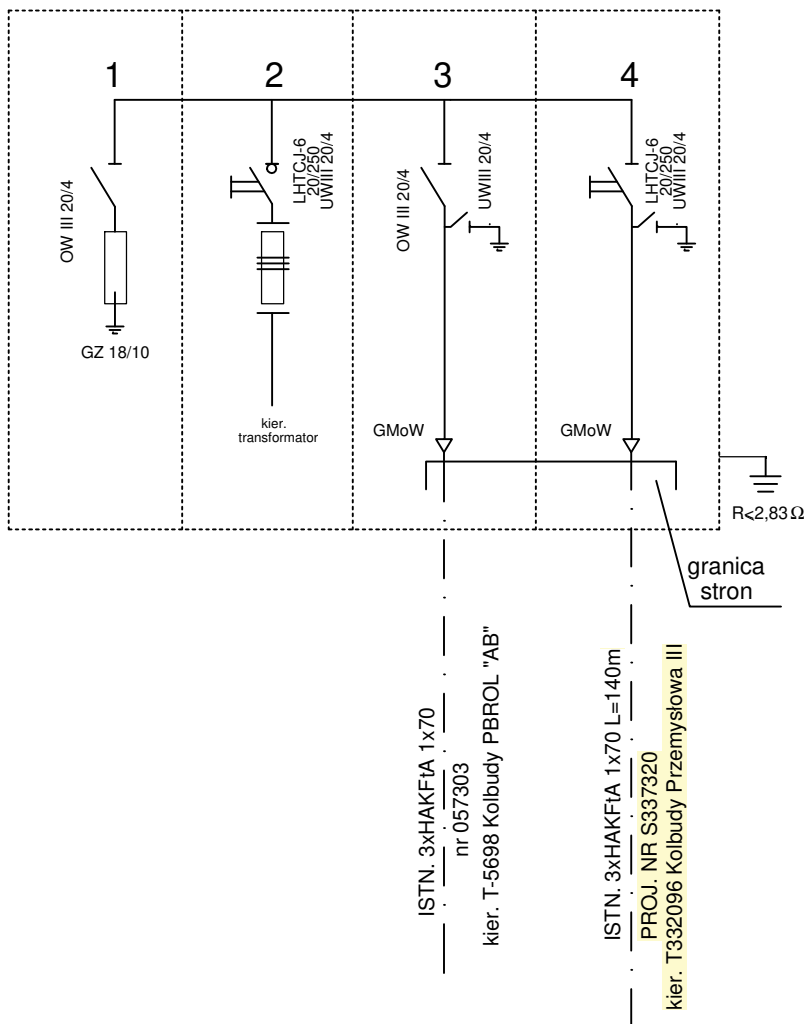 1
2
3
4
OW III 20/4
LHTCJ-6
20/250
UWIII 20/4
OW III 20/4
UWIII 20/4
LHTCJ-6
20/250
UWIII 20/4
GZ 18/10
kier.
transformator
GMoW
GMoW
R<2,83Ω
granica
stron
ISTN. 3xHAKFtA 1x70
nr 057303
kier. T-5698 Kolbudy PBROL "AB"
ISTN. 3xHAKFtA 1x70 L=140m
PROJ. NR S337320
kier. T332096 Kolbudy Przemysłowa III